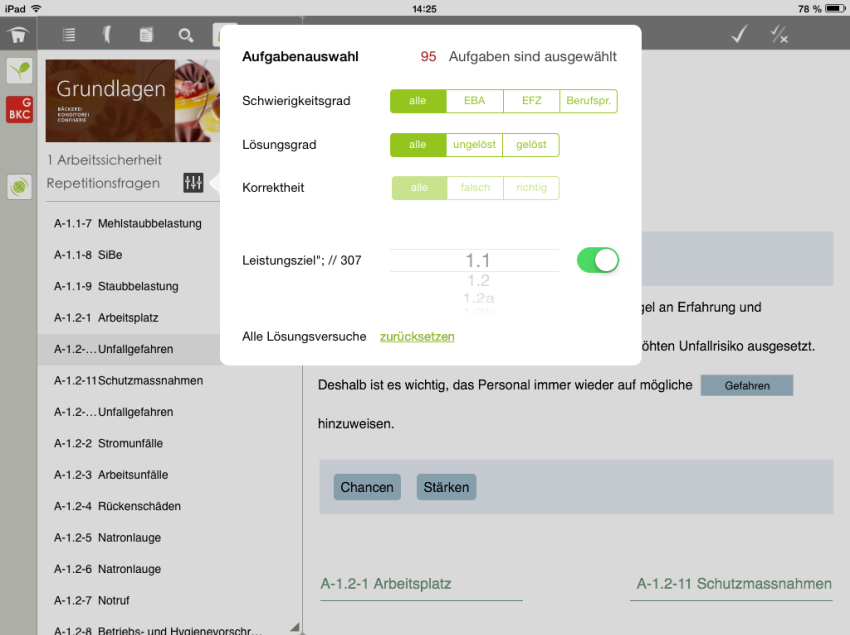 iPad 14:25 78 %
Grundlagen
BÄCKEREI
KONDITOREI
CONFISERIE
G
BKC
1 Arbeitssicherheit
Repetitionsfragen
A-1.1-7 Mehlstaubbelastung
A-1.1-8 SiBe
A-1.1-9 Staubbelastung
A-1.2-1 Arbeitsplatz
A-1.2-... Unfallgefahren
A-1.2-11 Schutzmassnahmen
A-1.2-... Unfallgefahren
A-1.2-2 Stromunfälle
A-1.2-3 Arbeitsunfälle
A-1.2-4 Rückenschäden
A-1.2-5 Natronlauge
A-1.2-6 Natronlauge
A-1.2-7 Notruf
A-1.2-8 Betriebs- und Hygienevorschr...
Aufgabenauswahl 95 Aufgaben sind ausgewählt
Schwierigkeitsgrad alle EBA EFZ Berufspr.
Lösungsgrad alle ungelöst gelöst
Korrektheit alle falsch richtig
Leistungsziel"; // 307 1.1
1.2
1.2a
1.2b
Alle Lösungsversuche zurücksetzen
gel an Erfahrung und
öhten Unfallrisiko ausgesetzt.
Deshalb ist es wichtig, das Personal immer wieder auf mögliche Gefahren
hinzuweisen.
Chancen Stärken
A-1.2-1 Arbeitsplatz A-1.2-11 Schutzmassnahmen